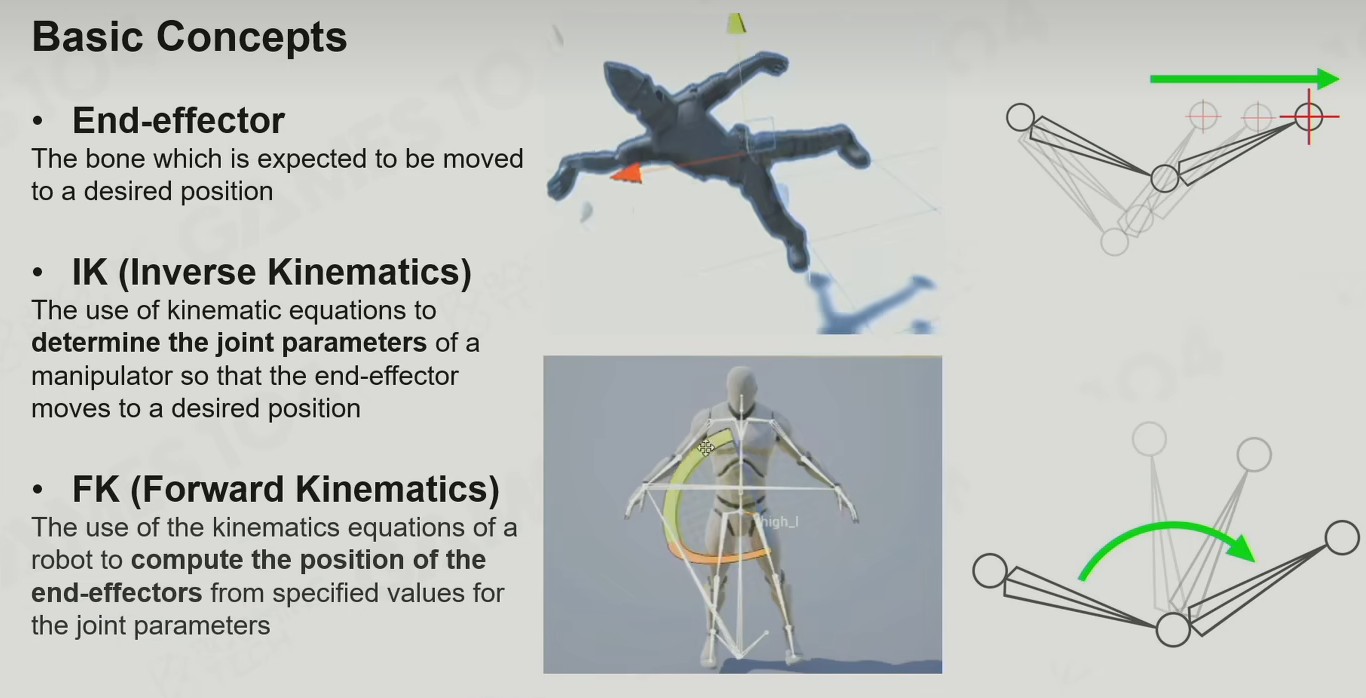 Basic Concepts
• End-effector
The bone which is expected to be moved
to a desired position
• IK (Inverse Kinematics)
The use of kinematic equations to
determine the joint parameters of a
manipulator so that the end-effector
moves to a desired position
• FK (Forward Kinematics)
The use of the kinematics equations of a
robot to compute the position of the
end-effectors from specified values for
the joint parameters
high_l
GAMES104